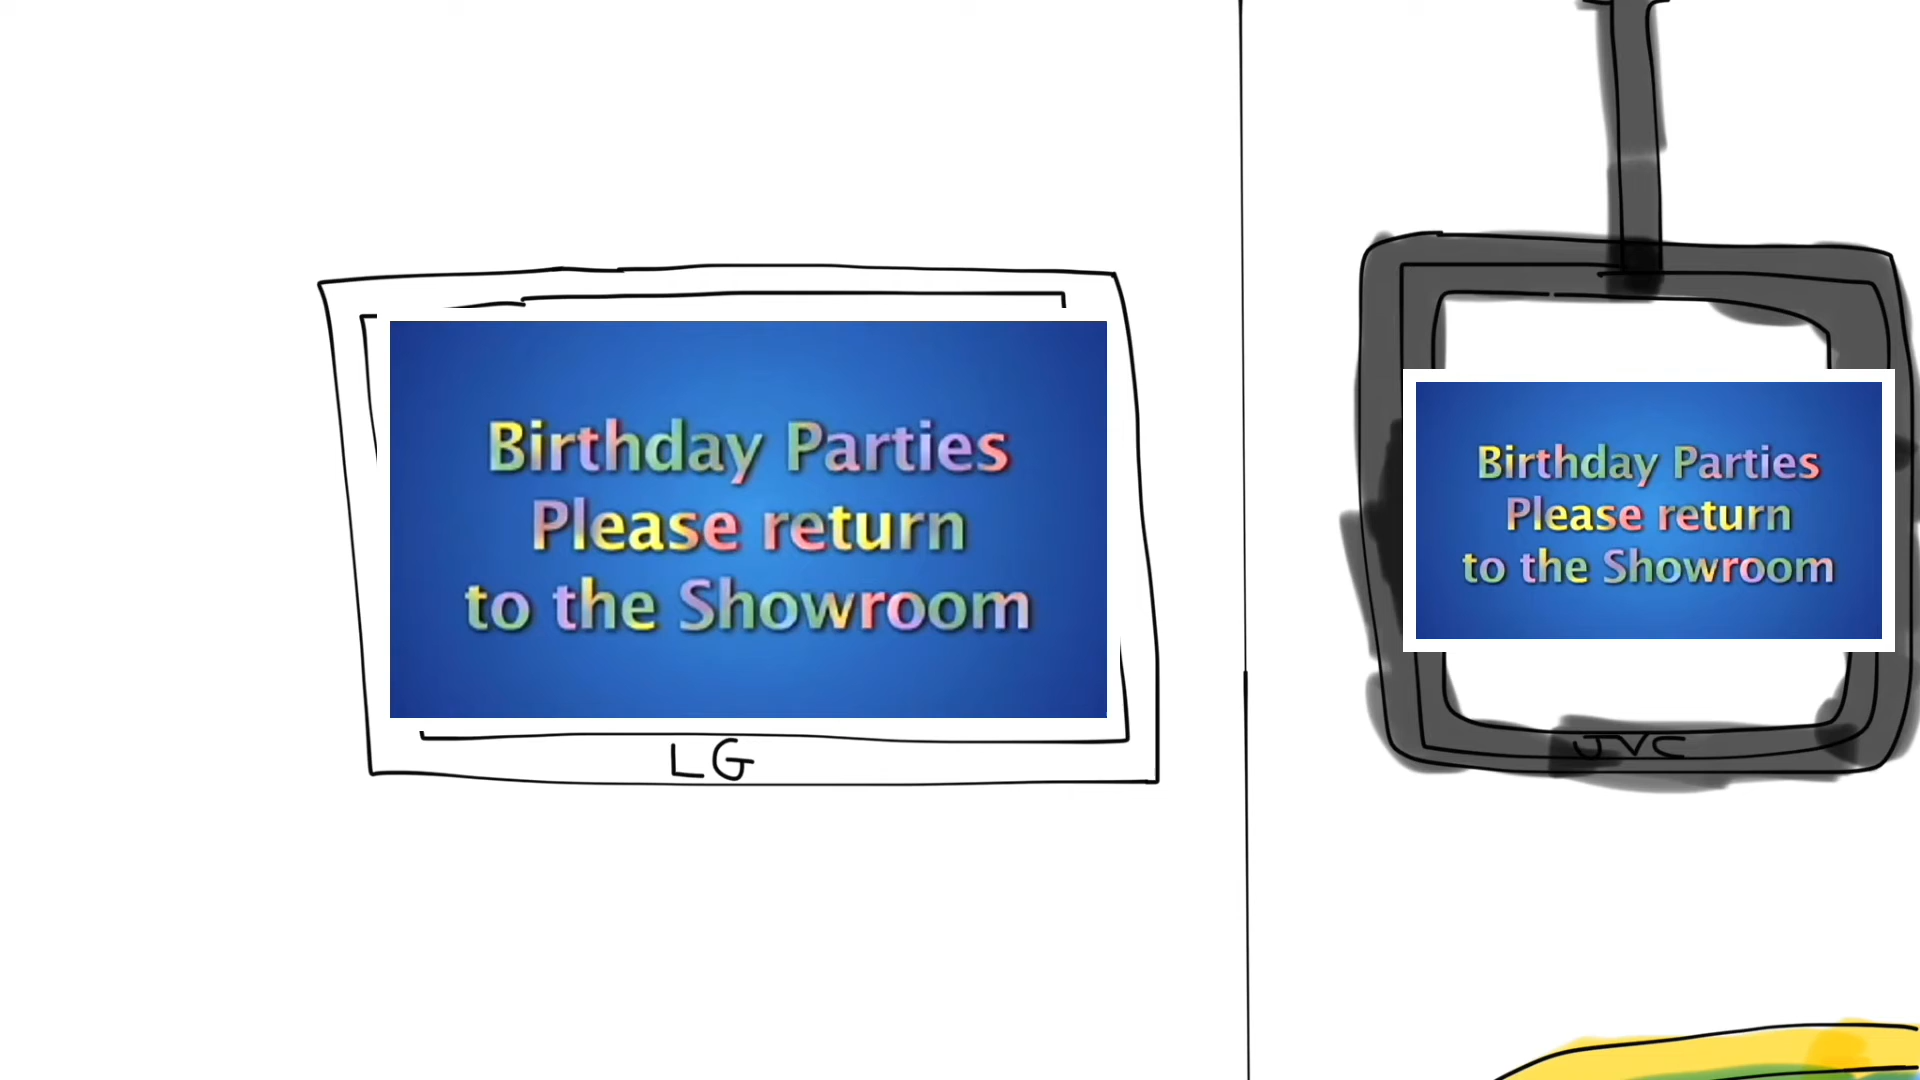 Birthday Parties
Please return
to the Showroom
LG
Birthday Parties
Please return
to the Showroom
JVC